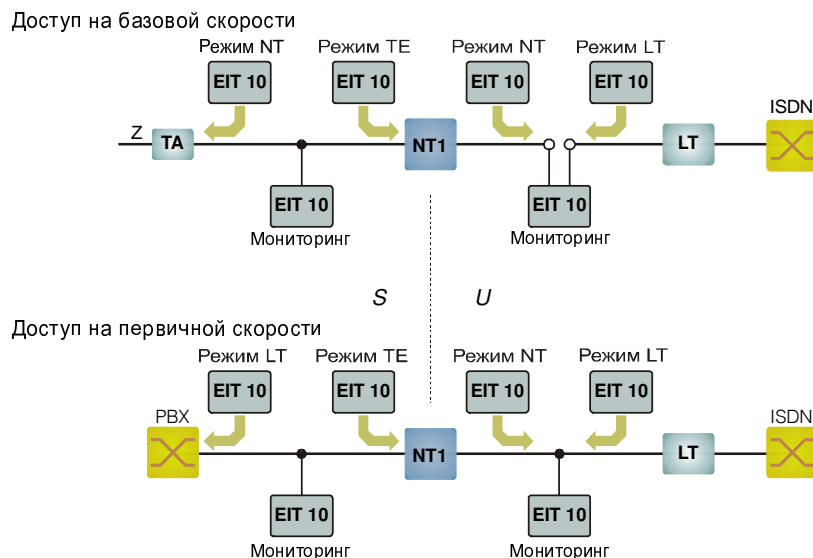 Доступ на базовой скорости
Режим NT Режим TE Режим NT Режим LT
EIT 10 EIT 10 EIT 10 EIT 10
ISDN
Z TA NT1 LT
EIT 10 EIT 10
Мониторинг Мониторинг
S U
Доступ на первичной скорости
Режим LT Режим TE Режим NT Режим LT
EIT 10 EIT 10 EIT 10 EIT 10
PBX ISDN
NT1 LT
EIT 10 EIT 10
Мониторинг Мониторинг